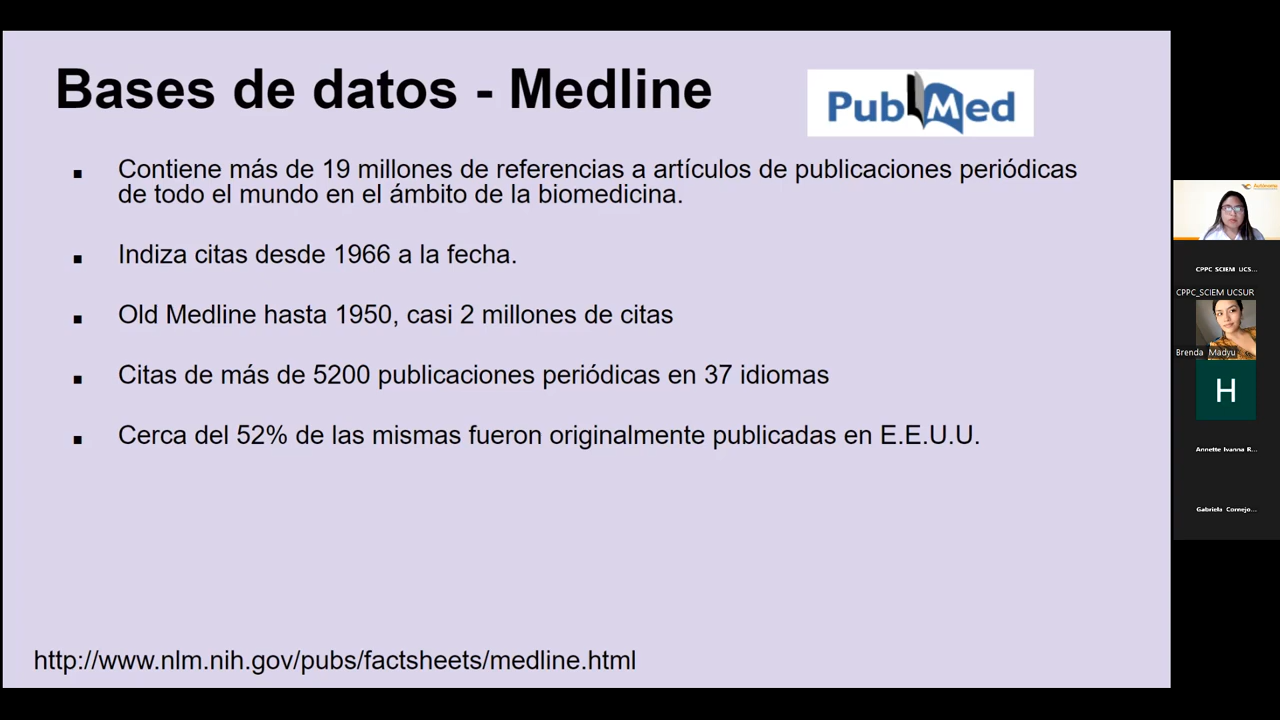 Bases de datos - Medline
PubMed
▪ Contiene más de 19 millones de referencias a artículos de publicaciones periódicas
de todo el mundo en el ámbito de la biomedicina.
▪ Indiza citas desde 1966 a la fecha.
▪ Old Medline hasta 1950, casi 2 millones de citas
▪ Citas de más de 5200 publicaciones periódicas en 37 idiomas
▪ Cerca del 52% de las mismas fueron originalmente publicadas en E.E.U.U.
http://www.nlm.nih.gov/pubs/factsheets/medline.html
Autónoma
CPPC SCIEM UCS...
CPPC_SCIEM UCSUR
Brenda Madyu
H
Annette Ivanna R...
Gabriela Cornejo...